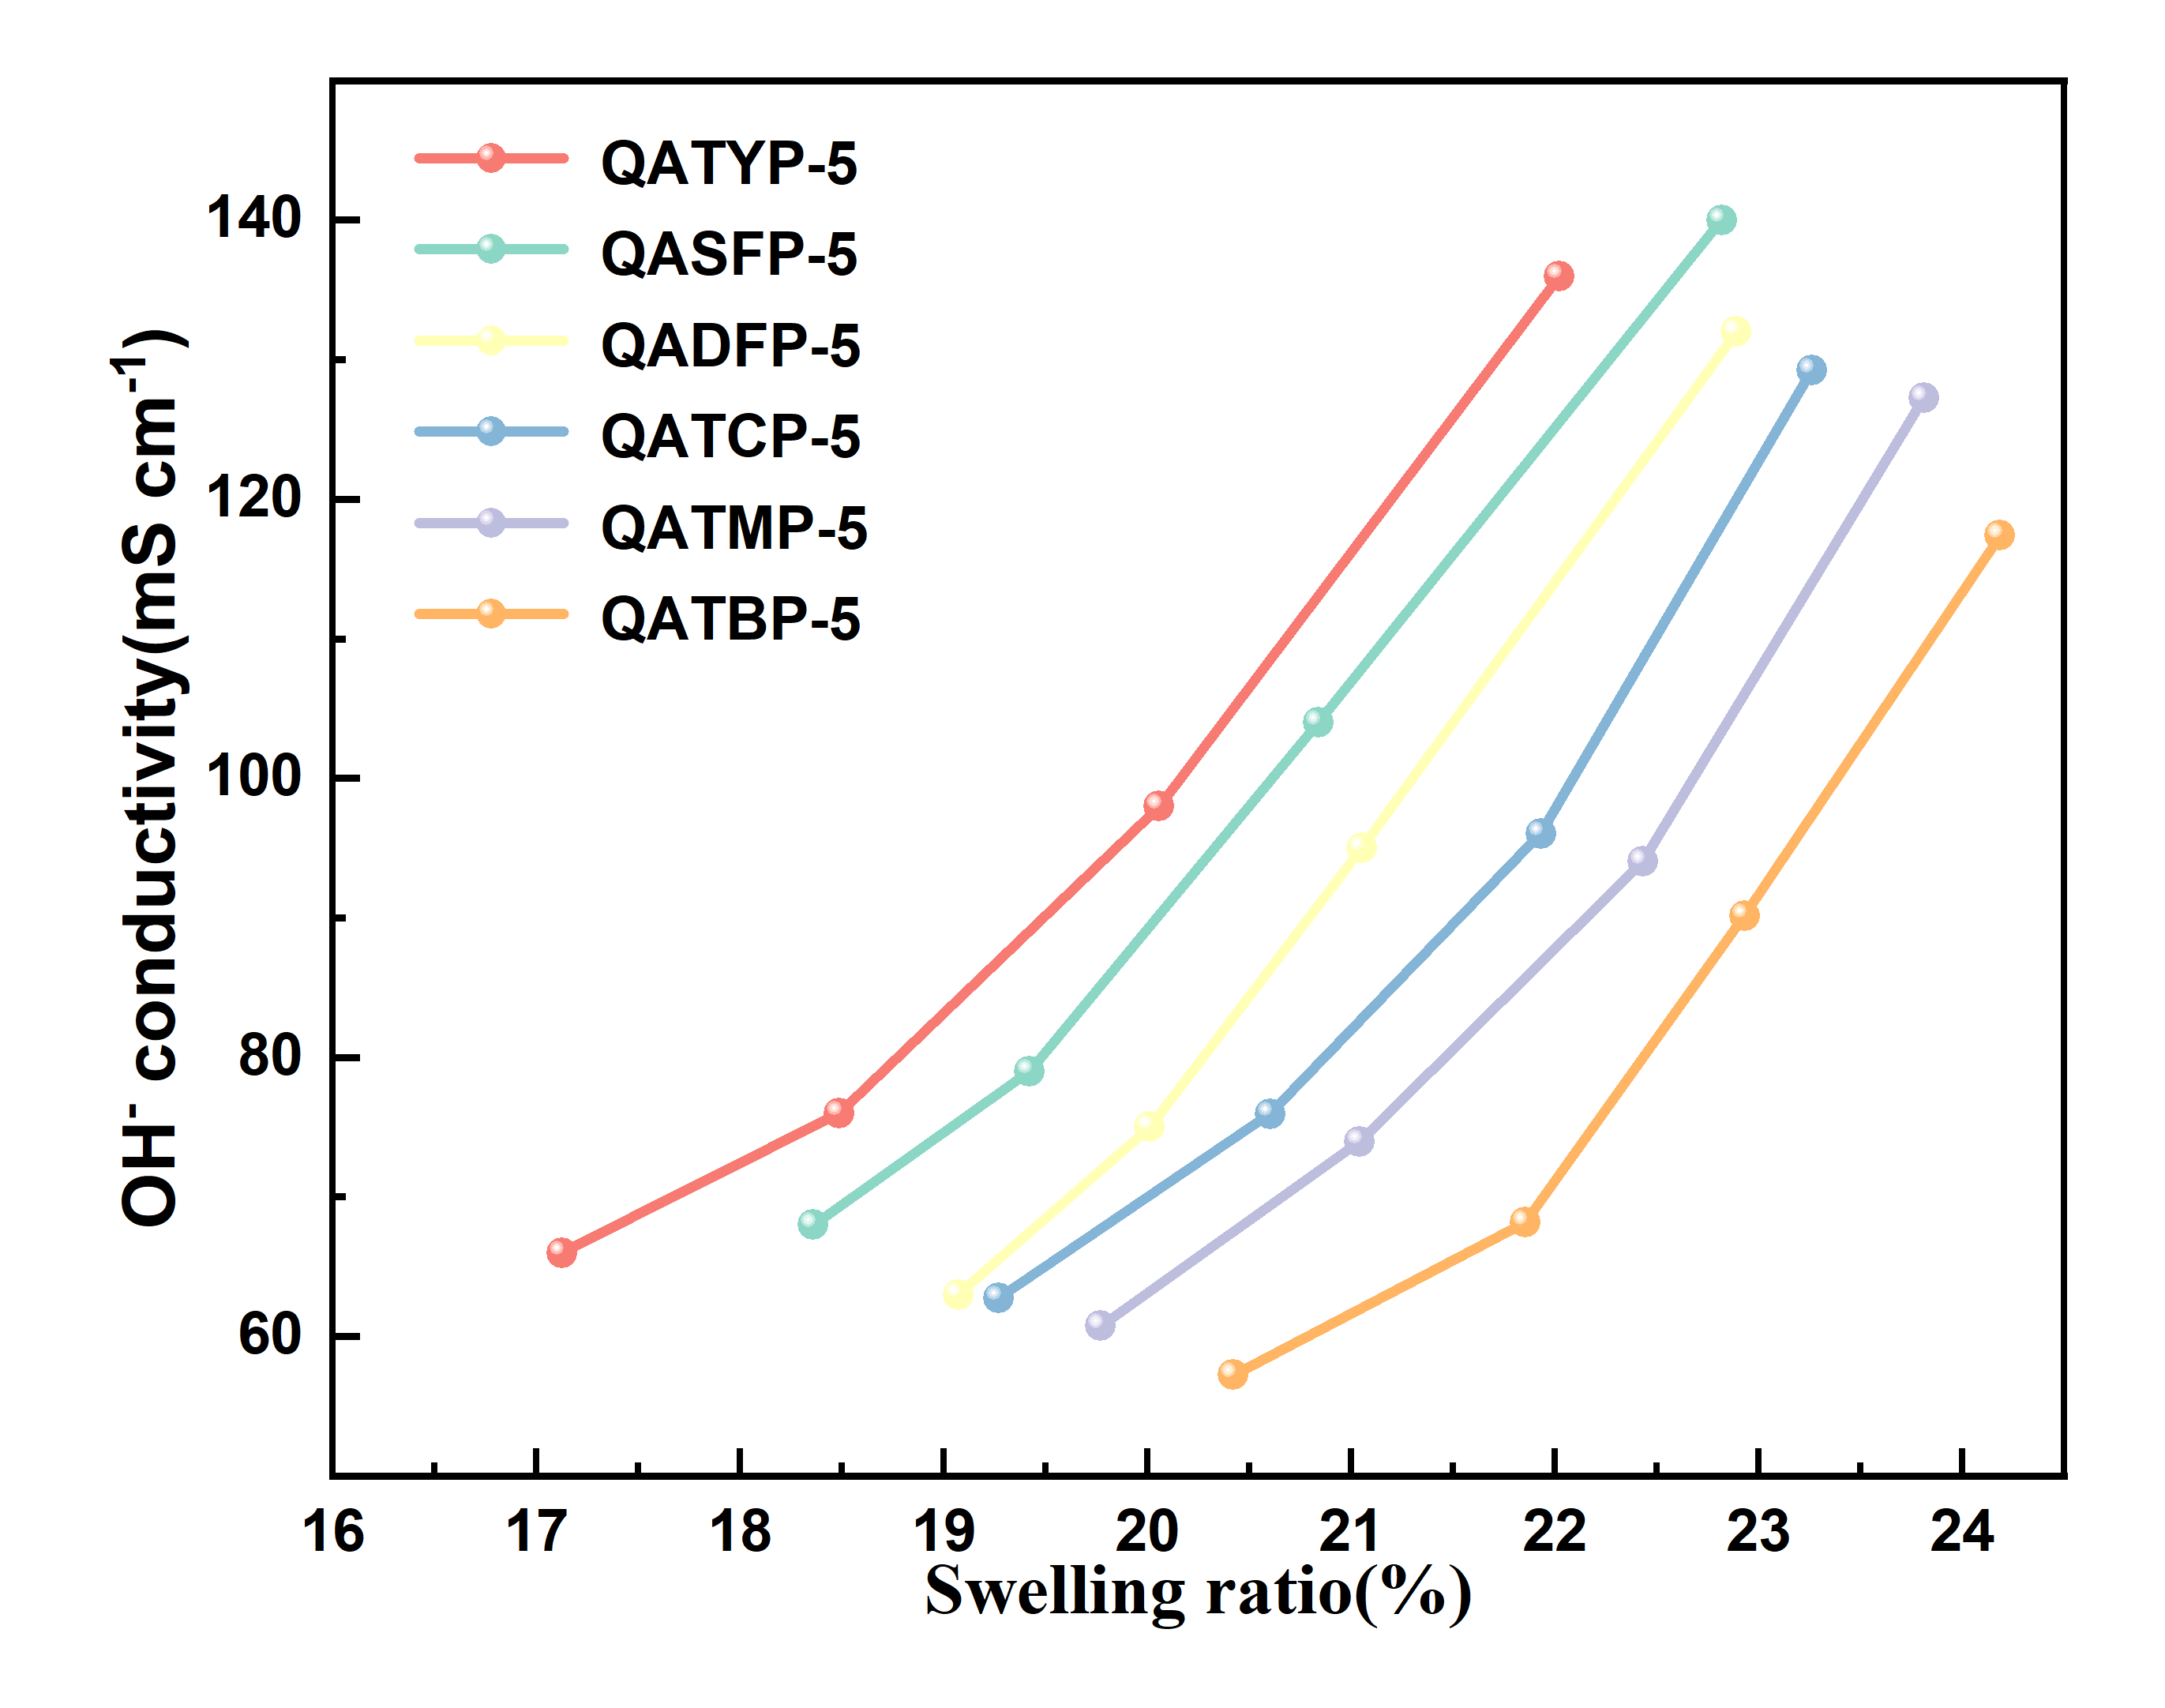 QATYP-5
QASFP-5
QADFP-5
QATCP-5
QATMP-5
QATBP-5
140
120
100
80
60
OH⁻ conductivity(mS cm⁻¹)
16 17 18 19 20 21 22 23 24
Swelling ratio(%)